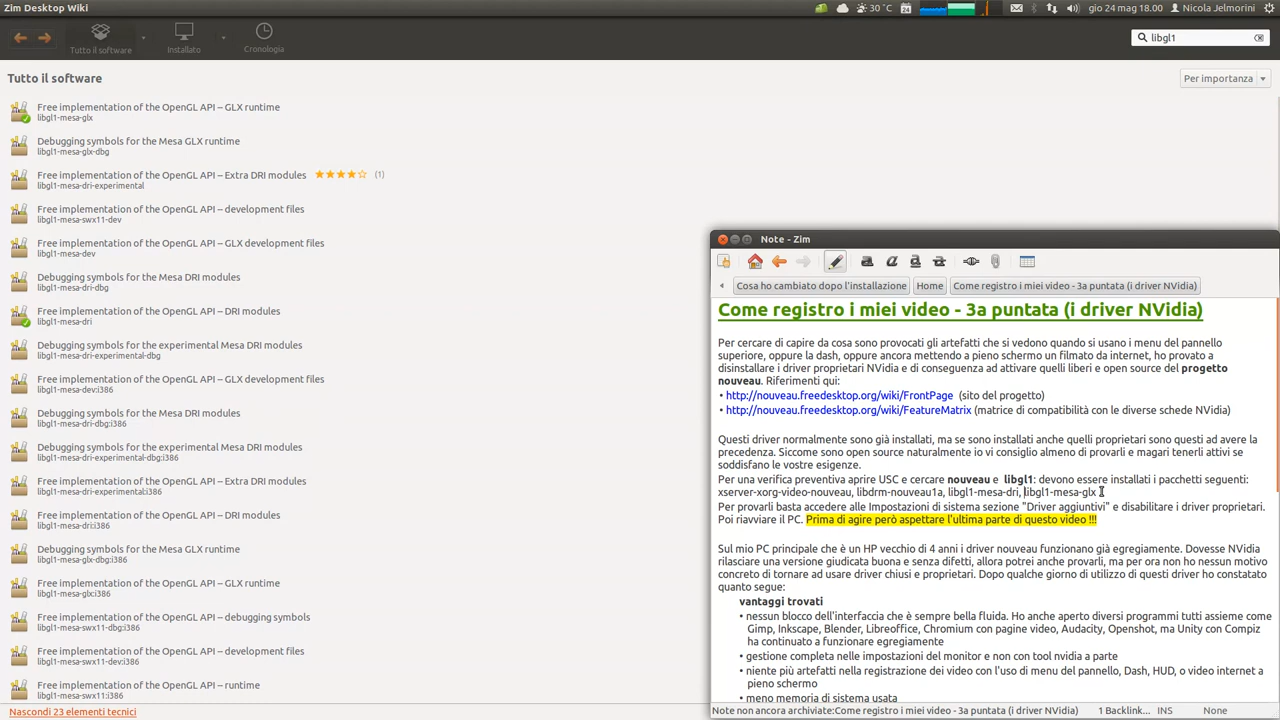 Zim Desktop Wiki
30 °C
24
gio 24 mag 18.00
Nicola Jelmorini
Tutto il software
Installato
Cronologia
libgl1
Tutto il software
Per importanza
Free implementation of the OpenGL API – GLX runtime
libgl1-mesa-glx
Debugging symbols for the Mesa GLX runtime
libgl1-mesa-glx-dbg
Free implementation of the OpenGL API – Extra DRI modules
(1)
libgl1-mesa-dri-experimental
Free implementation of the OpenGL API – development files
libgl1-mesa-swx11-dev
Free implementation of the OpenGL API – GLX development files
libgl1-mesa-dev
Debugging symbols for the Mesa DRI modules
libgl1-mesa-dri-dbg
Free implementation of the OpenGL API – DRI modules
libgl1-mesa-dri
Debugging symbols for the experimental Mesa DRI modules
libgl1-mesa-dri-experimental-dbg
Free implementation of the OpenGL API – GLX development files
libgl1-mesa-dev:i386
Debugging symbols for the Mesa DRI modules
libgl1-mesa-dri-dbg:i386
Debugging symbols for the experimental Mesa DRI modules
libgl1-mesa-dri-experimental-dbg:i386
Free implementation of the OpenGL API – Extra DRI modules
libgl1-mesa-dri-experimental:i386
Free implementation of the OpenGL API – DRI modules
libgl1-mesa-dri:i386
Debugging symbols for the Mesa GLX runtime
libgl1-mesa-glx-dbg:i386
Free implementation of the OpenGL API – GLX runtime
libgl1-mesa-glx:i386
Free implementation of the OpenGL API – debugging symbols
libgl1-mesa-swx11-dbg:i386
Free implementation of the OpenGL API – development files
libgl1-mesa-swx11-dev:i386
Free implementation of the OpenGL API – runtime
libgl1-mesa-swx11:i386
Nascondi 23 elementi tecnici
Note - Zim
Cosa ho cambiato dopo l'installazione
Home
Come registro i miei video - 3a puntata (i driver NVidia)
Come registro i miei video - 3a puntata (i driver NVidia)
Per cercare di capire da cosa sono provocati gli artefatti che si vedono quando si usano i menu del pannello
superiore, oppure la dash, oppure ancora mettendo a pieno schermo un filmato da internet, ho provato a
disinstallare i driver proprietari NVidia e di conseguenza ad attivare quelli liberi e open source del progetto
nouveau. Riferimenti qui:
• http://nouveau.freedesktop.org/wiki/FrontPage (sito del progetto)
• http://nouveau.freedesktop.org/wiki/FeatureMatrix (matrice di compatibilità con le diverse schede NVidia)
Questi driver normalmente sono già installati, ma se sono installati anche quelli proprietari sono questi ad avere la
precedenza. Siccome sono open source naturalmente io vi consiglio almeno di provarli e magari tenerli attivi se
soddisfano le vostre esigenze.
Per una verifica preventiva aprire USC e cercare nouveau e libgl1: devono essere installati i pacchetti seguenti:
xserver-xorg-video-nouveau, libdrm-nouveau1a, libgl1-mesa-dri, libgl1-mesa-glx
Per provarli basta accedere alle Impostazioni di sistema sezione "Driver aggiuntivi" e disabilitare i driver proprietari.
Poi riavviare il PC. Prima di agire però aspettare l'ultima parte di questo video !!!
Sul mio PC principale che è un HP vecchio di 4 anni i driver nouveau funzionano già egregiamente. Dovesse NVidia
rilasciare una versione giudicata buona e senza difetti, allora potrei anche provarli, ma per ora non ho nessun motivo
concreto di tornare ad usare driver chiusi e proprietari. Dopo qualche giorno di utilizzo di questi driver ho constatato
quanto segue:
vantaggi trovati
• nessun blocco dell'interfaccia che è sempre bella fluida. Ho anche aperto diversi programmi tutti assieme come
Gimp, Inkscape, Blender, Libreoffice, Chromium con pagine video, Audacity, Openshot, ma Unity con Compiz
ha continuato a funzionare egregiamente
• gestione completa nelle impostazioni del monitor e non con tool nvidia a parte
• niente più artefatti nella registrazione dei video con l'uso di menu del pannello, Dash, HUD, o video internet a
pieno schermo
• meno memoria di sistema usata
Note non ancora archiviate:Come registro i miei video - 3a puntata (i driver NVidia)
1 Backlink...
INS
None